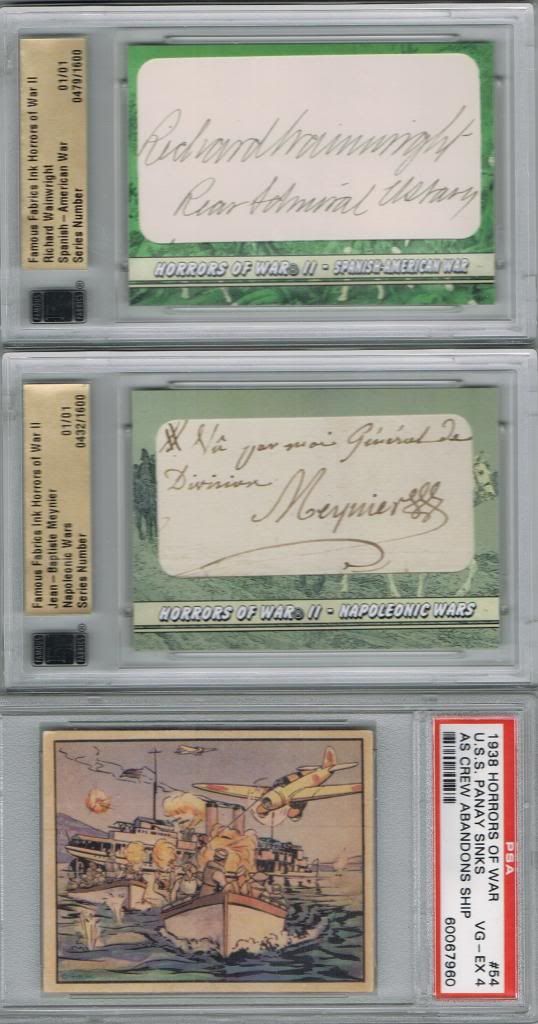 Famous Fabrics Ink Horrors of War II
Richard Wainwright 01/01
Spanish-American War
Series Number 0479/1600
FAMOUS
FABRICS
Richard Wainwright
Rear Admiral US Navy
HORRORS OF WAR® II - SPANISH-AMERICAN WAR
Famous Fabrics Ink Horrors of War II
Jean-Baptiste Meynier
Napoleonic Wars 01/01
Series Number 0432/1600
FAMOUS
FABRICS
Vû par moi Général de
Division
Meynier
HORRORS OF WAR® II - NAPOLEONIC WARS
PSA
1938 HORRORS OF WAR #54
U.S.S. PANAY SINKS VG-EX 4
AS CREW ABANDONS SHIP
60067960